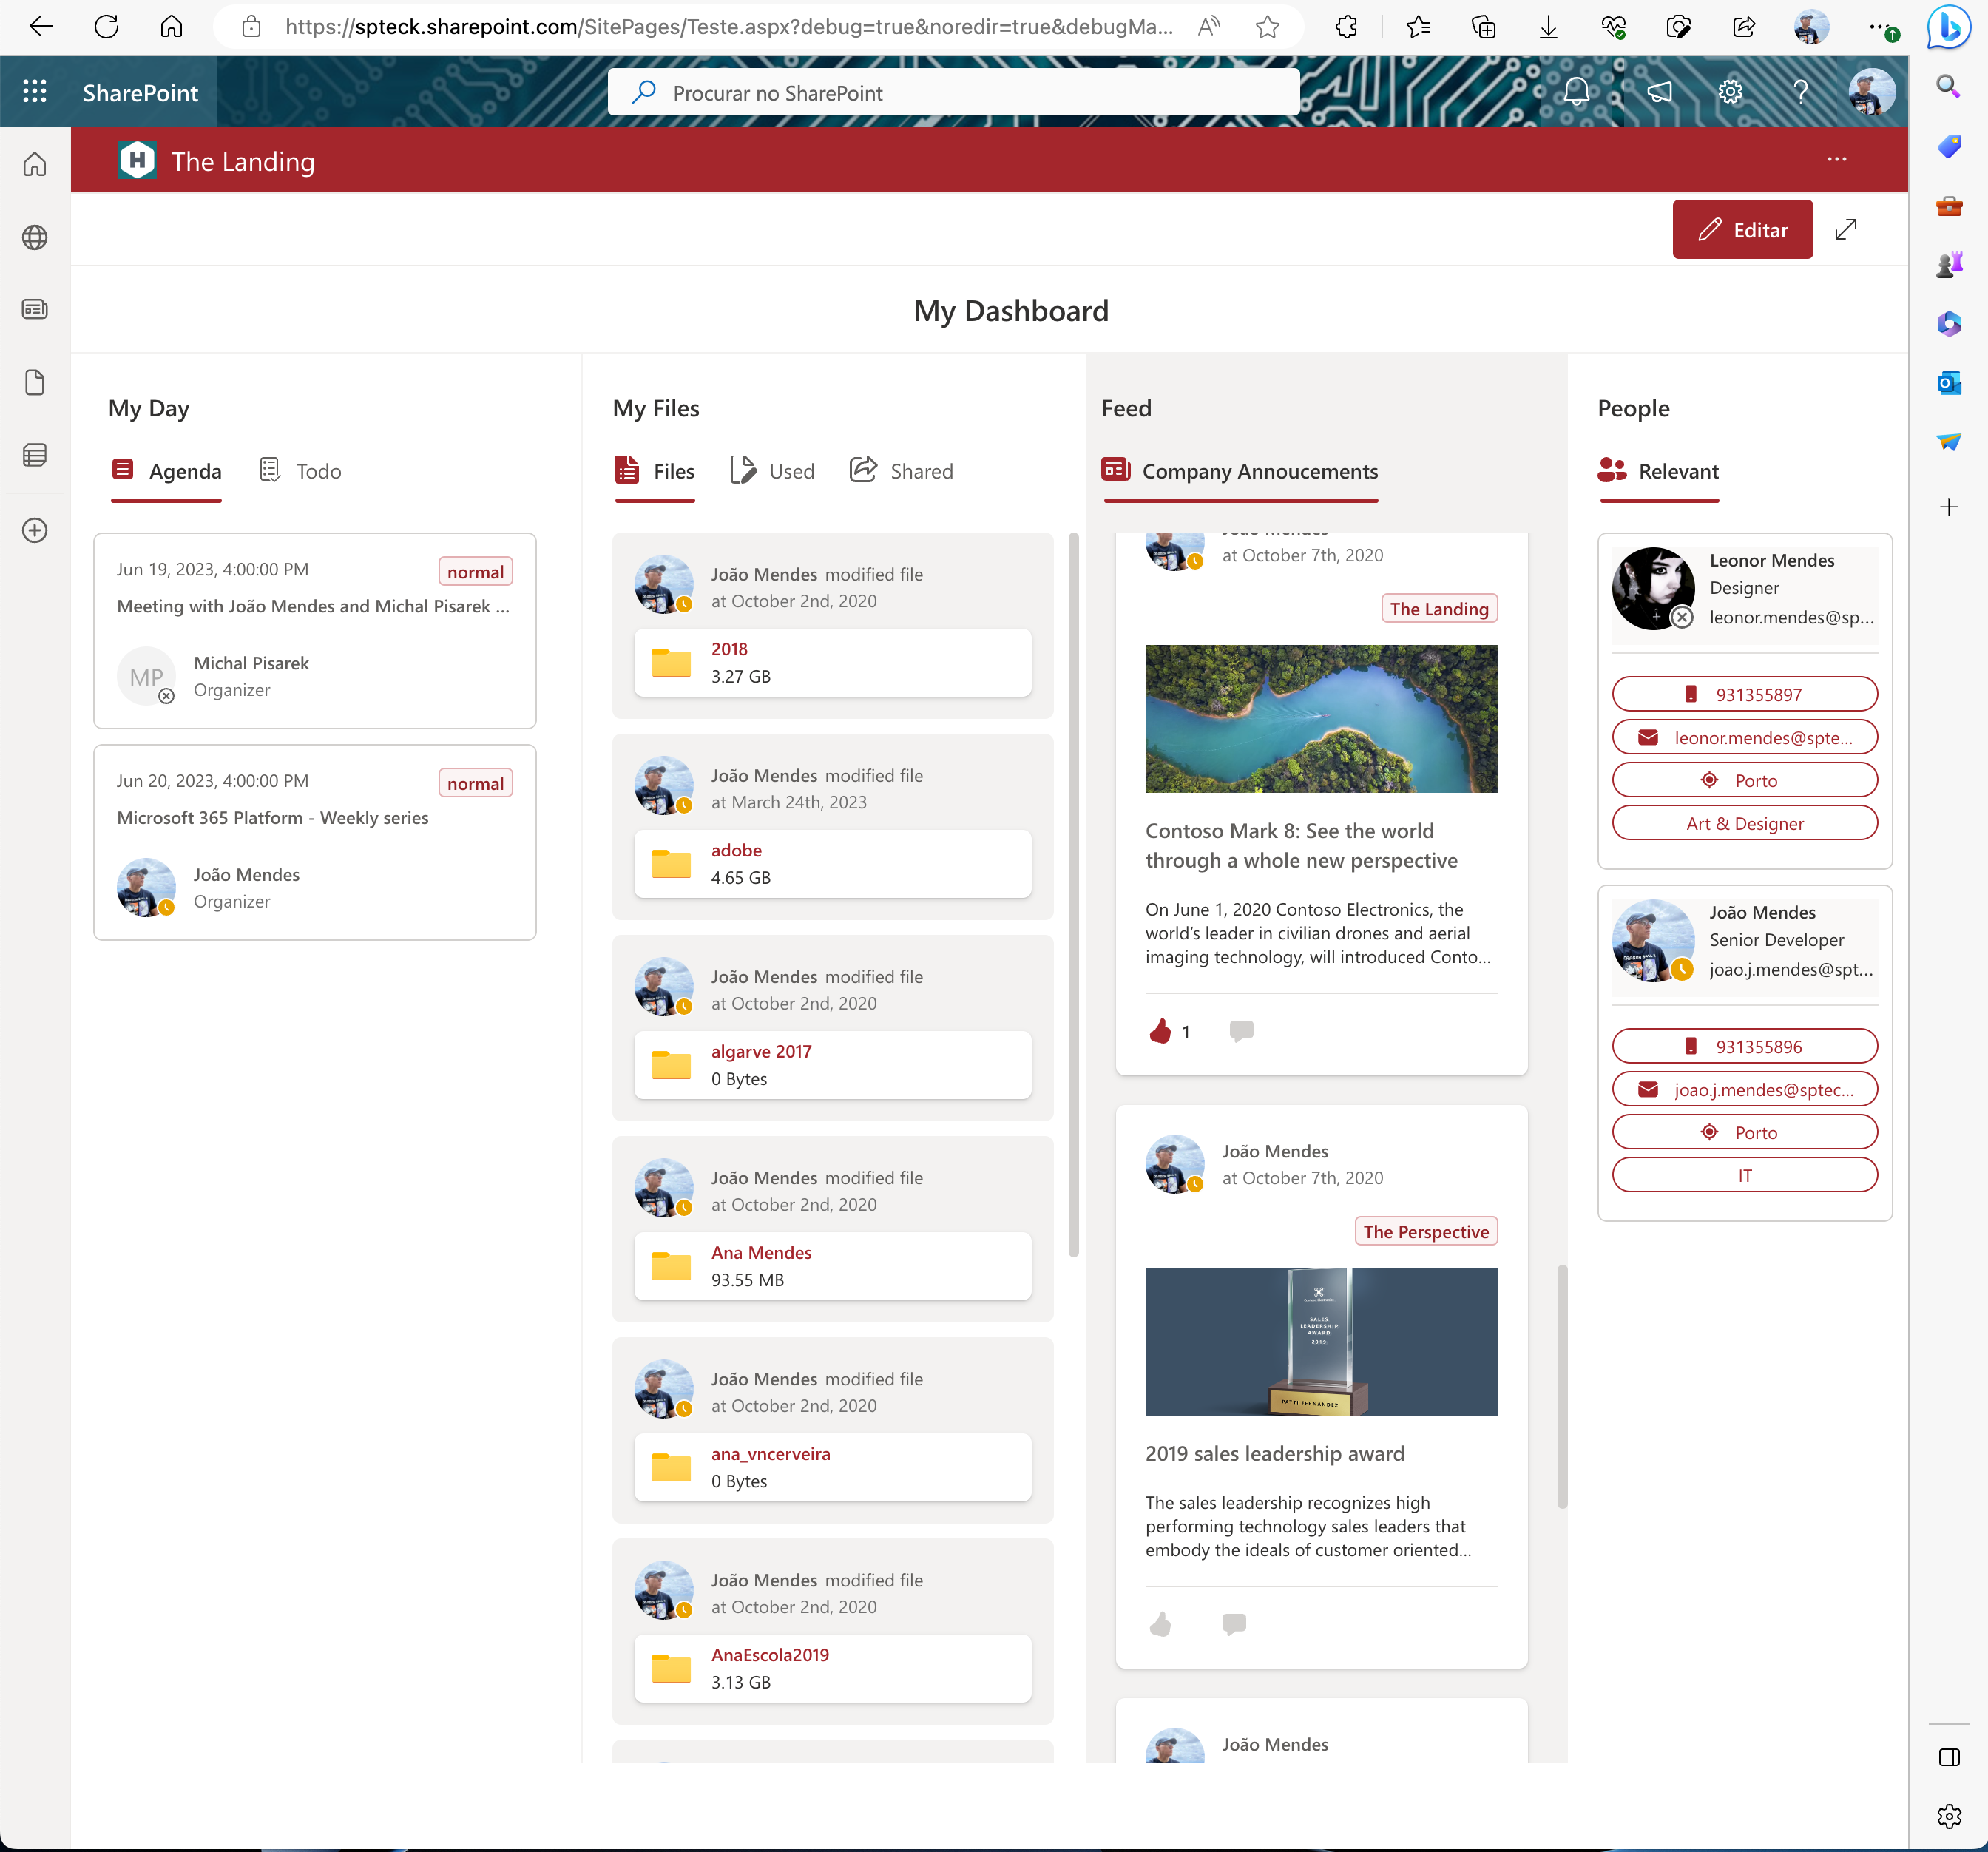 https://spteck.sharepoint.com/SitePages/Teste.aspx?debug=true&noredir=true&debugMa...
SharePoint
Procurar no SharePoint
H The Landing
Editar
My Dashboard
My Day
Agenda
Todo
Jun 19, 2023, 4:00:00 PM
normal
Meeting with João Mendes and Michal Pisarek ...
MP
Michal Pisarek
Organizer
Jun 20, 2023, 4:00:00 PM
normal
Microsoft 365 Platform - Weekly series
João Mendes
Organizer
My Files
Files
Used
Shared
João Mendes modified file
at October 2nd, 2020
2018
3.27 GB
João Mendes modified file
at March 24th, 2023
adobe
4.65 GB
João Mendes modified file
at October 2nd, 2020
algarve 2017
0 Bytes
João Mendes modified file
at October 2nd, 2020
Ana Mendes
93.55 MB
João Mendes modified file
at October 2nd, 2020
ana_vncerveira
0 Bytes
João Mendes modified file
at October 2nd, 2020
AnaEscola2019
3.13 GB
Feed
Company Annoucements
João Mendes
at October 7th, 2020
The Landing
Contoso Mark 8: See the world
through a whole new perspective
On June 1, 2020 Contoso Electronics, the
world's leader in civilian drones and aerial
imaging technology, will introduced Conto...
1
João Mendes
at October 7th, 2020
The Perspective
SALES
LEADERSHIP
AWARD
2019
PATTI FERNANDEZ
2019 sales leadership award
The sales leadership recognizes high
performing technology sales leaders that
embody the ideals of customer oriented...
João Mendes
People
Relevant
Leonor Mendes
Designer
leonor.mendes@sp...
931355897
leonor.mendes@spte...
Porto
Art & Designer
João Mendes
Senior Developer
joao.j.mendes@spt...
931355896
joao.j.mendes@sptec...
Porto
IT